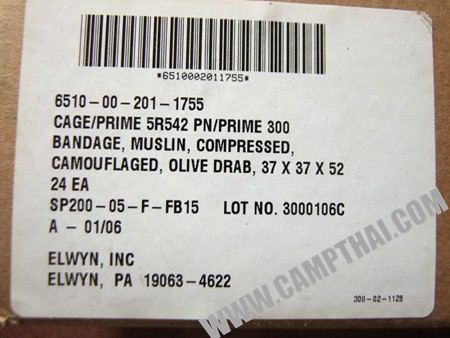 *6510002011755*
6510-00-201-1755
CAGE/PRIME 5R542 PN/PRIME 300
BANDAGE, MUSLIN, COMPRESSED,
CAMOUFLAGED, OLIVE DRAB, 37 X 37 X 52
24 EA
SP200-05-F-FB15 LOT NO. 3000106C
A - 01/06
ELWYN, INC
ELWYN, PA 19063-4622
300-02-1128
WWW.CAMPTHAI.COM